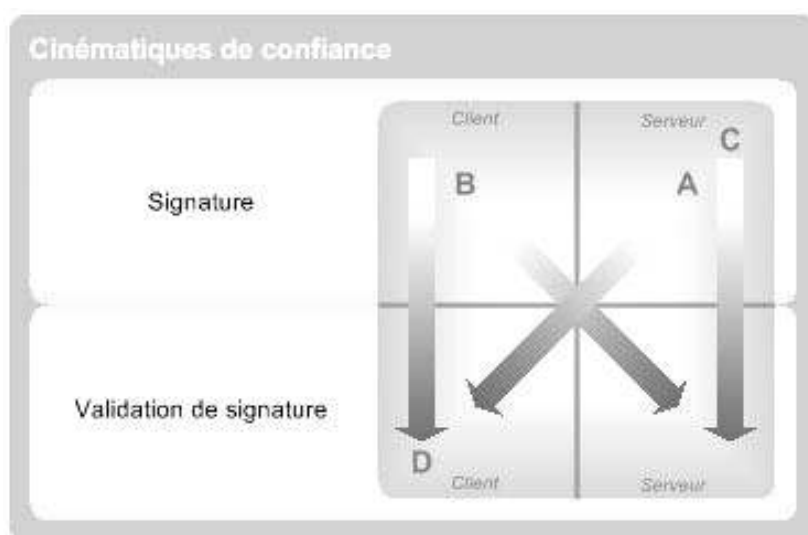 Cinématiques de confiance
Client
Serveur
C
B
A
Signature
Validation de signature
D
Client
Serveur